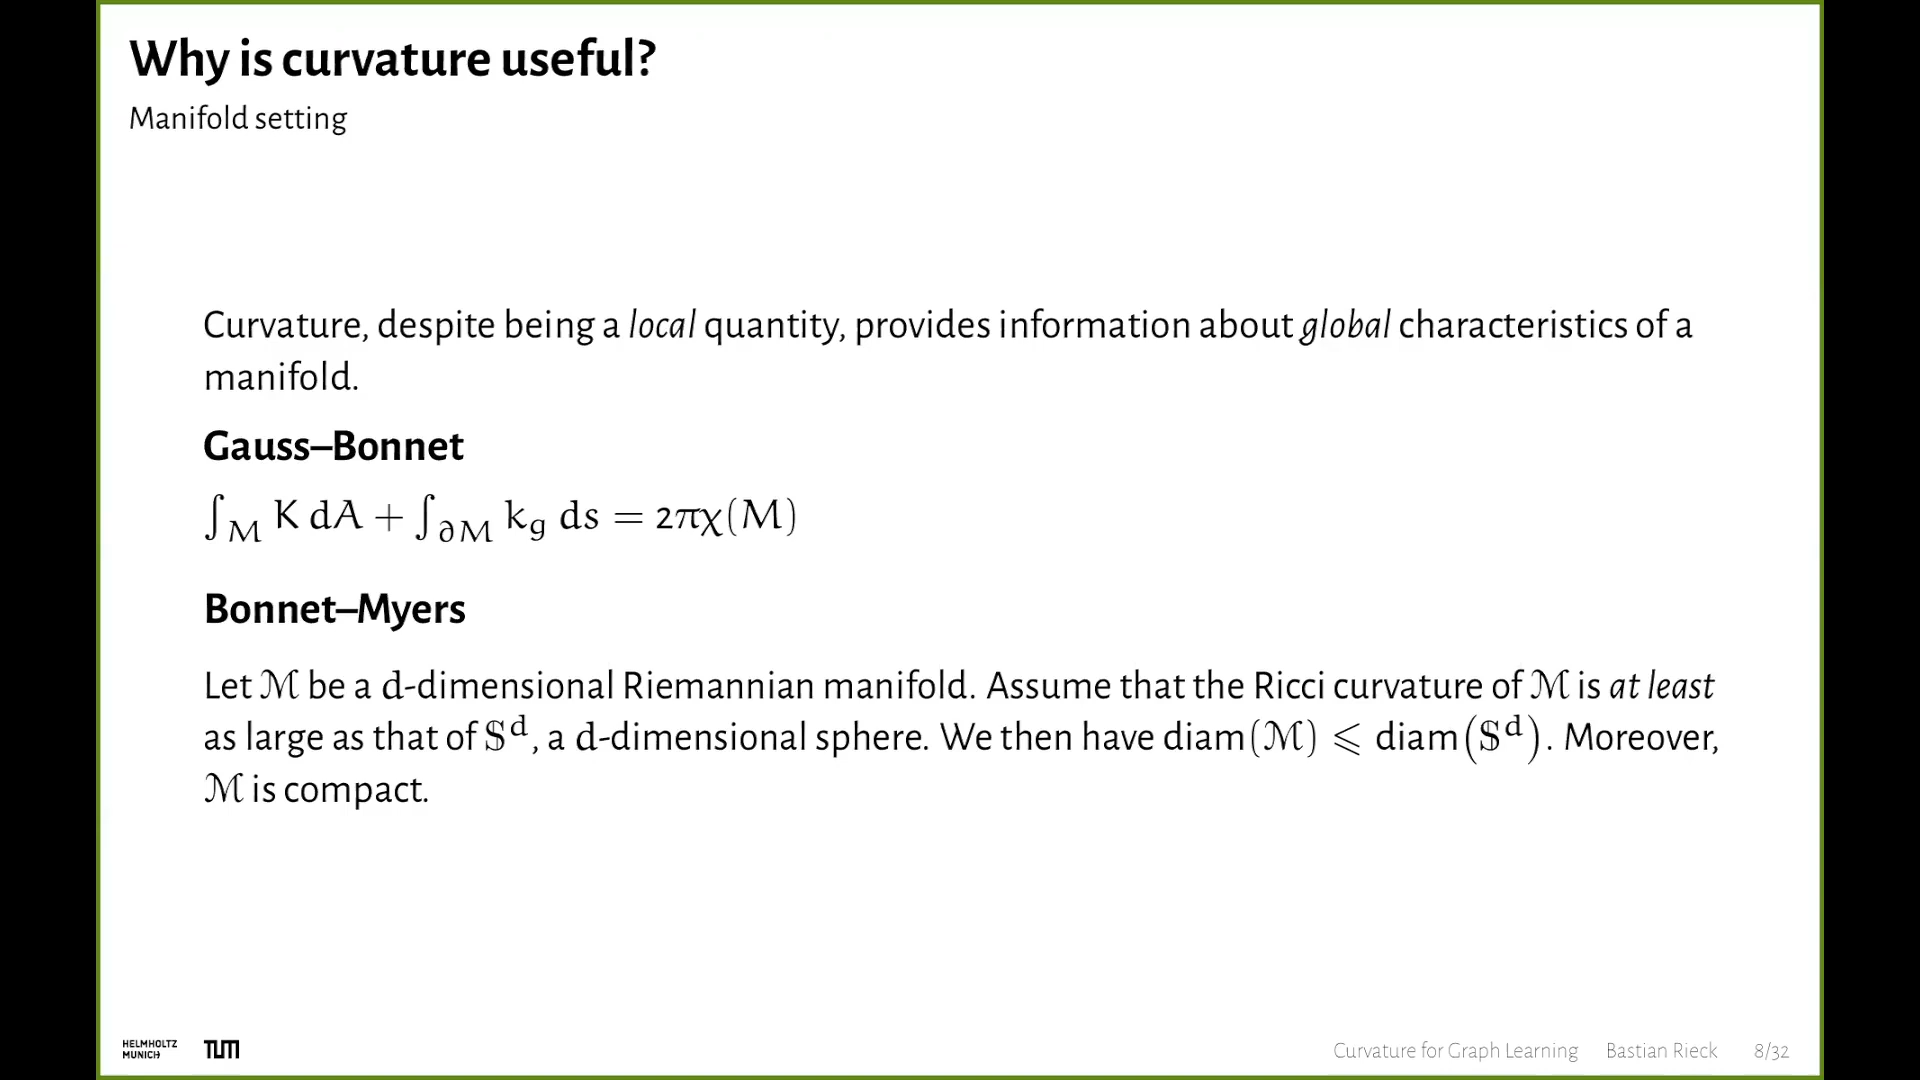 Why is curvature useful?
Manifold setting
Curvature, despite being a local quantity, provides information about global characteristics of a
manifold.
Gauss–Bonnet
∫_M K dA + ∫_∂M k_g ds = 2πχ(M)
Bonnet–Myers
Let ℳ be a d-dimensional Riemannian manifold. Assume that the Ricci curvature of ℳ is at least
as large as that of 𝕊^d, a d-dimensional sphere. We then have diam(ℳ) ⩽ diam(𝕊^d). Moreover,
ℳ is compact.
HELMHOLTZ
MUNICH
TUM
Curvature for Graph Learning Bastian Rieck 8/32